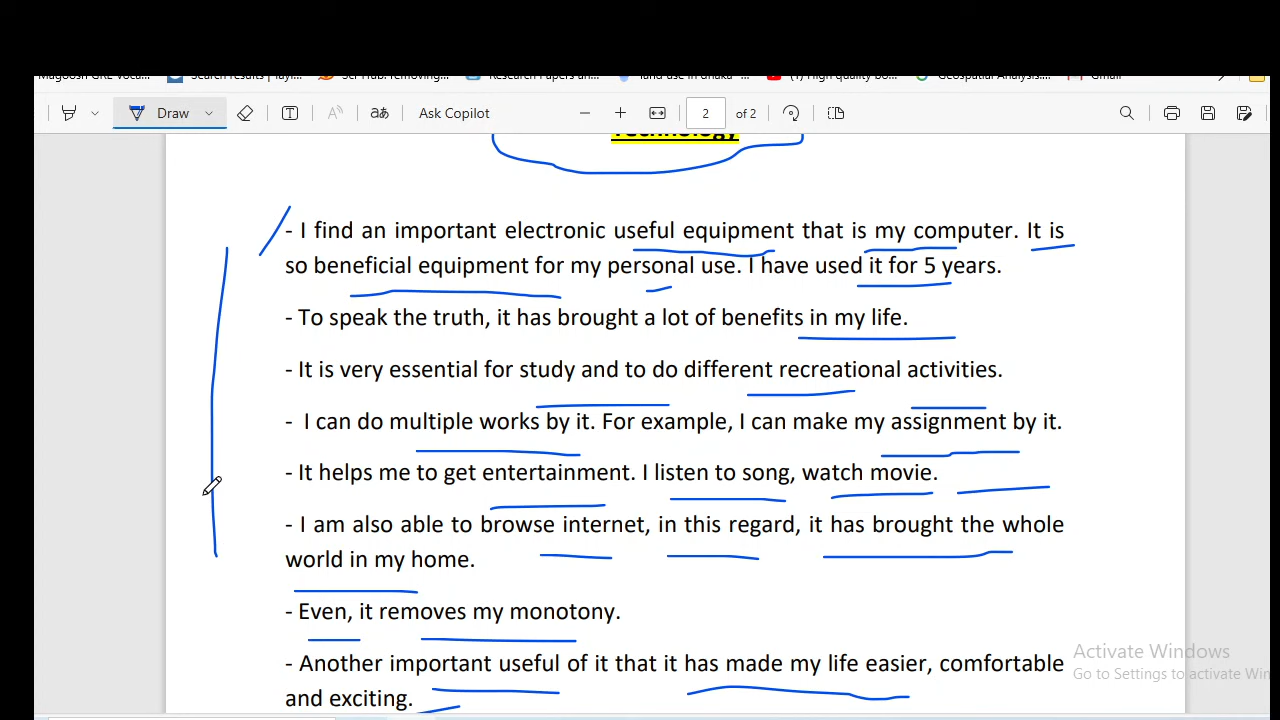 Search results | Tayl...
Ask Copilot
Draw
2 of 2
Technology
- I find an important electronic useful equipment that is my computer. It is
so beneficial equipment for my personal use. I have used it for 5 years.
- To speak the truth, it has brought a lot of benefits in my life.
- It is very essential for study and to do different recreational activities.
- I can do multiple works by it. For example, I can make my assignment by it.
- It helps me to get entertainment. I listen to song, watch movie.
- I am also able to browse internet, in this regard, it has brought the whole
world in my home.
- Even, it removes my monotony.
- Another important useful of it that it has made my life easier, comfortable
and exciting.
Activate Windows
Go to Settings to activate Win